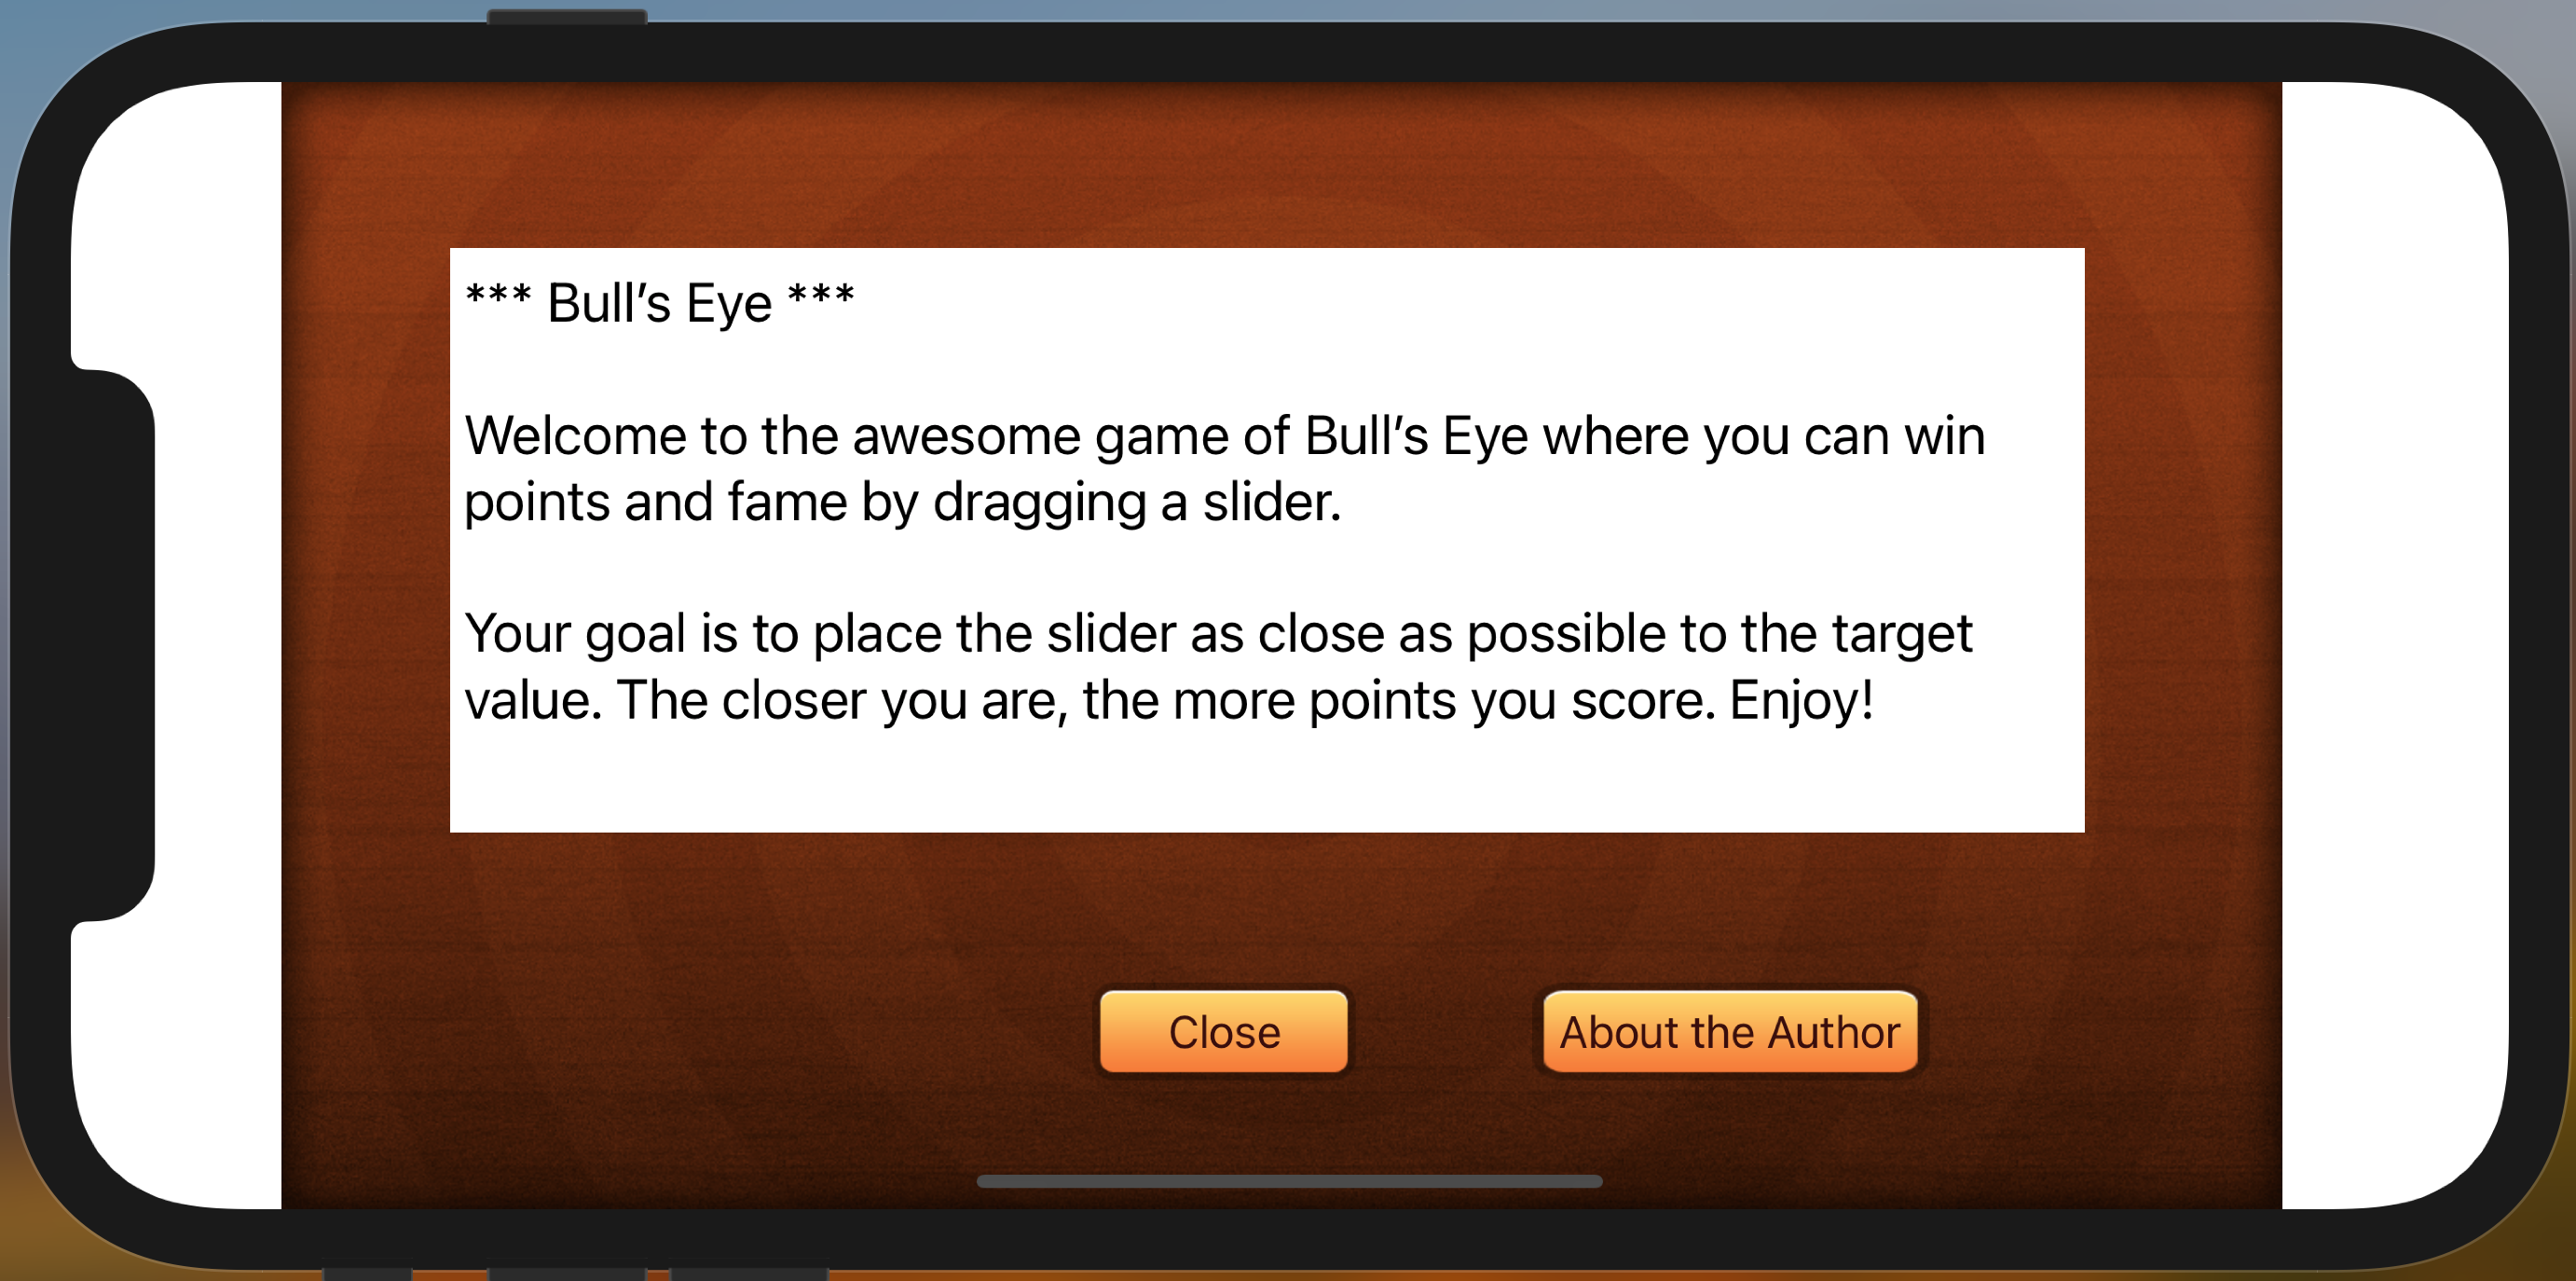 *** Bull’s Eye ***
Welcome to the awesome game of Bull’s Eye where you can win
points and fame by dragging a slider.
Your goal is to place the slider as close as possible to the target
value. The closer you are, the more points you score. Enjoy!
Close
About the Author